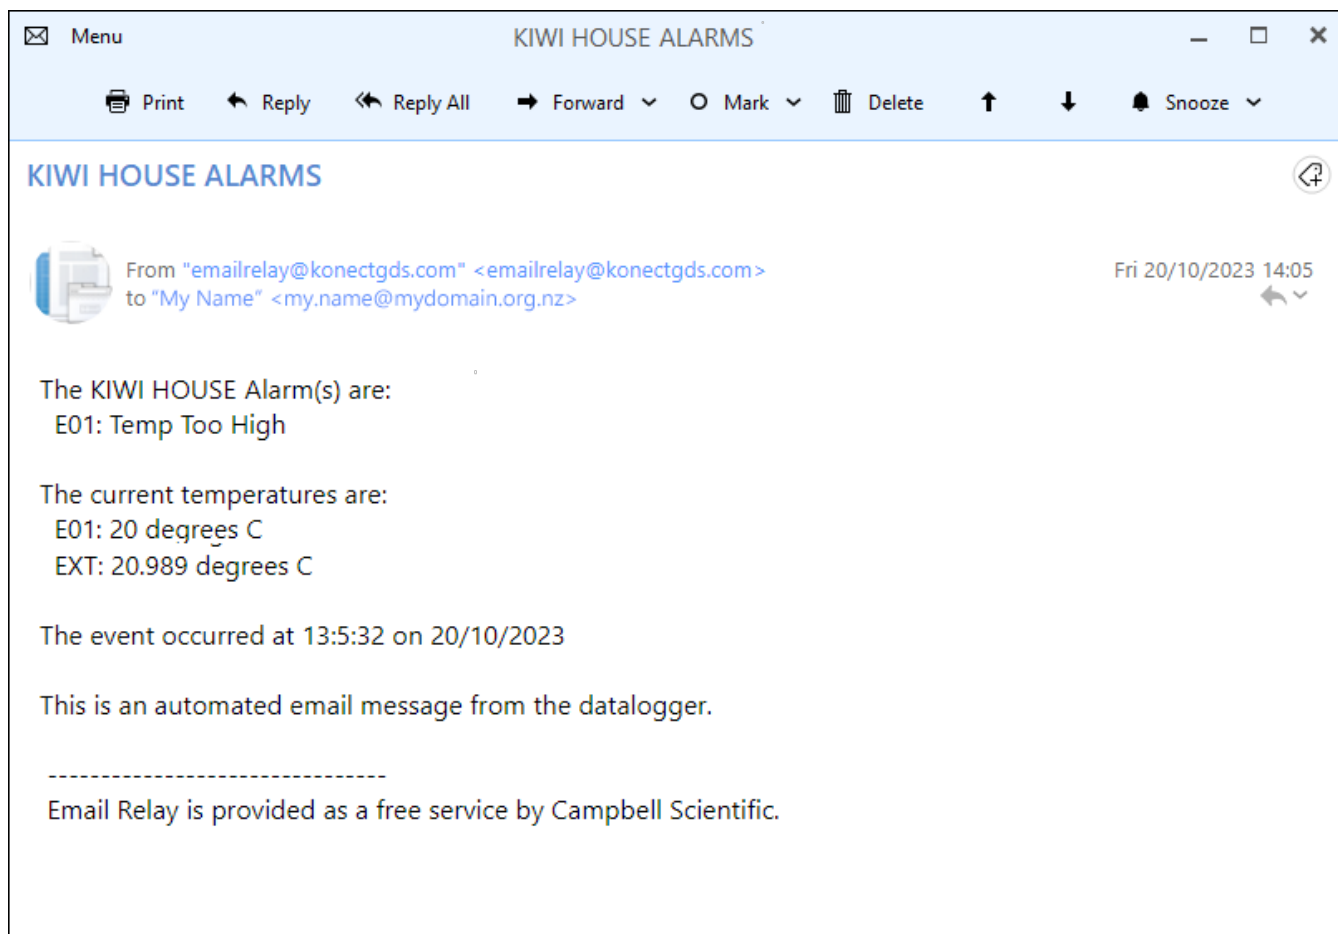 Menu KIWI HOUSE ALARMS
Print Reply Reply All Forward Mark Delete Snooze
KIWI HOUSE ALARMS
From "emailrelay@konectgds.com" <emailrelay@konectgds.com> Fri 20/10/2023 14:05
to “My Name” <my.name@mydomain.org.nz>
The KIWI HOUSE Alarm(s) are:
E01: Temp Too High
The current temperatures are:
E01: 20 degrees C
EXT: 20.989 degrees C
The event occurred at 13:5:32 on 20/10/2023
This is an automated email message from the datalogger.
--------------------------------
Email Relay is provided as a free service by Campbell Scientific.